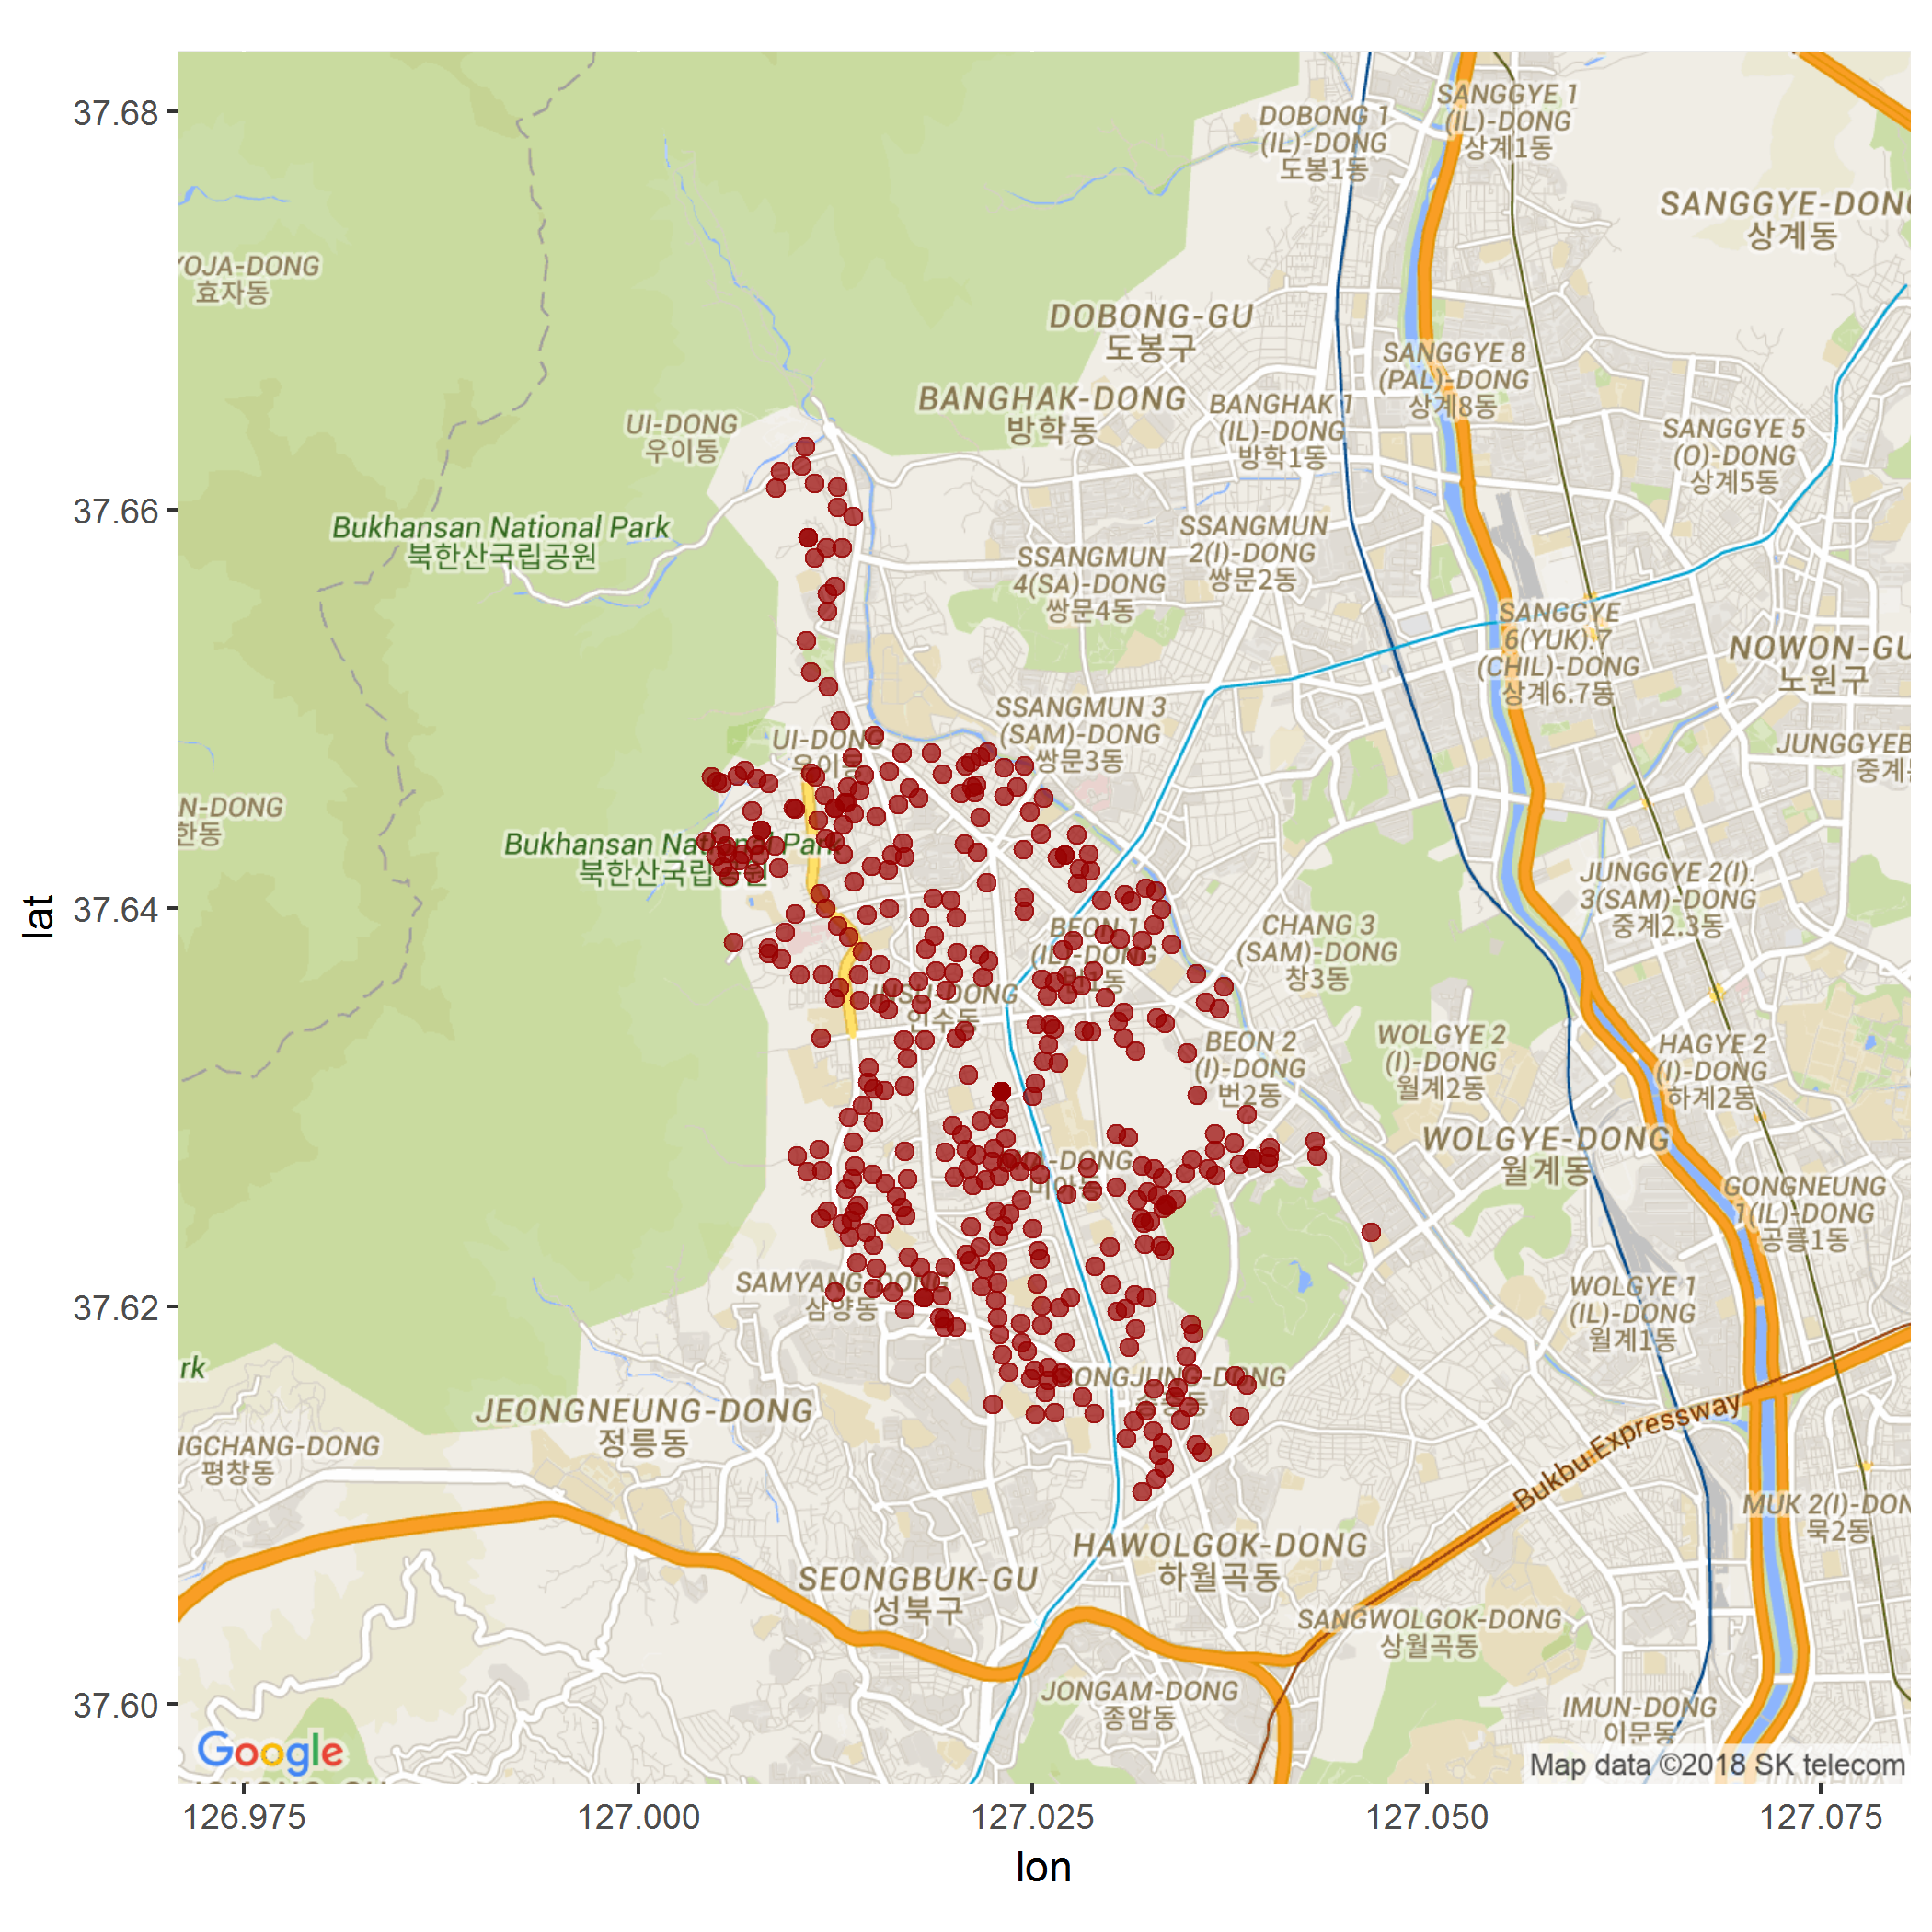 37.68
37.66
37.64
37.62
37.60
lat
126.975
127.000
127.025
127.050
127.075
lon
SANGGYE 1
(IL)-DONG
상계1동
DOBONG 1
(IL)-DONG
도봉1동
SANGGYE-DONG
상계동
YOJA-DONG
효자동
DOBONG-GU
도봉구
SANGGYE 8
(PAL)-DONG
상계8동
BANGHAK-DONG
방학동
BANGHAK 1
(IL)-DONG
방학1동
UI-DONG
우이동
SANGGYE 5
(O)-DONG
상계5동
Bukhansan National Park
북한산국립공원
SSANGMUN
2(I)-DONG
쌍문2동
SSANGMUN
4(SA)-DONG
쌍문4동
SANGGYE
6(YUK).7
(CHIL)-DONG
상계6.7동
NOWON-GU
노원구
SSANGMUN 3
(SAM)-DONG
쌍문3동
UI-DONG
우이동
JUNGGYEB
중계
N-DONG
한동
Bukhansan National Park
북한산국립공원
JUNGGYE 2(I).
3(SAM)-DONG
중계2.3동
BEON 1
(IL)-DONG
번1동
CHANG 3
(SAM)-DONG
창3동
INSU-DONG
인수동
BEON 2
(I)-DONG
번2동
WOLGYE 2
(I)-DONG
월계2동
HAGYE 2
(I)-DONG
하계2동
WOLGYE-DONG
월계동
-DONG
미아동
GONGNEUNG
1(IL)-DONG
공릉1동
SAMYANG-DONG
삼양동
WOLGYE 1
(IL)-DONG
월계1동
rk
ONGJUNG-DONG
송중동
JEONGNEUNG-DONG
정릉동
NGCHANG-DONG
평창동
Bukbu Expressway
MUK 2(I)-DON
묵2동
HAWOLGOK-DONG
하월곡동
SEONGBUK-GU
성북구
SANGWOLGOK-DONG
상월곡동
JONGAM-DONG
종암동
IMUN-DONG
이문동
Google
Map data ©2018 SK telecom